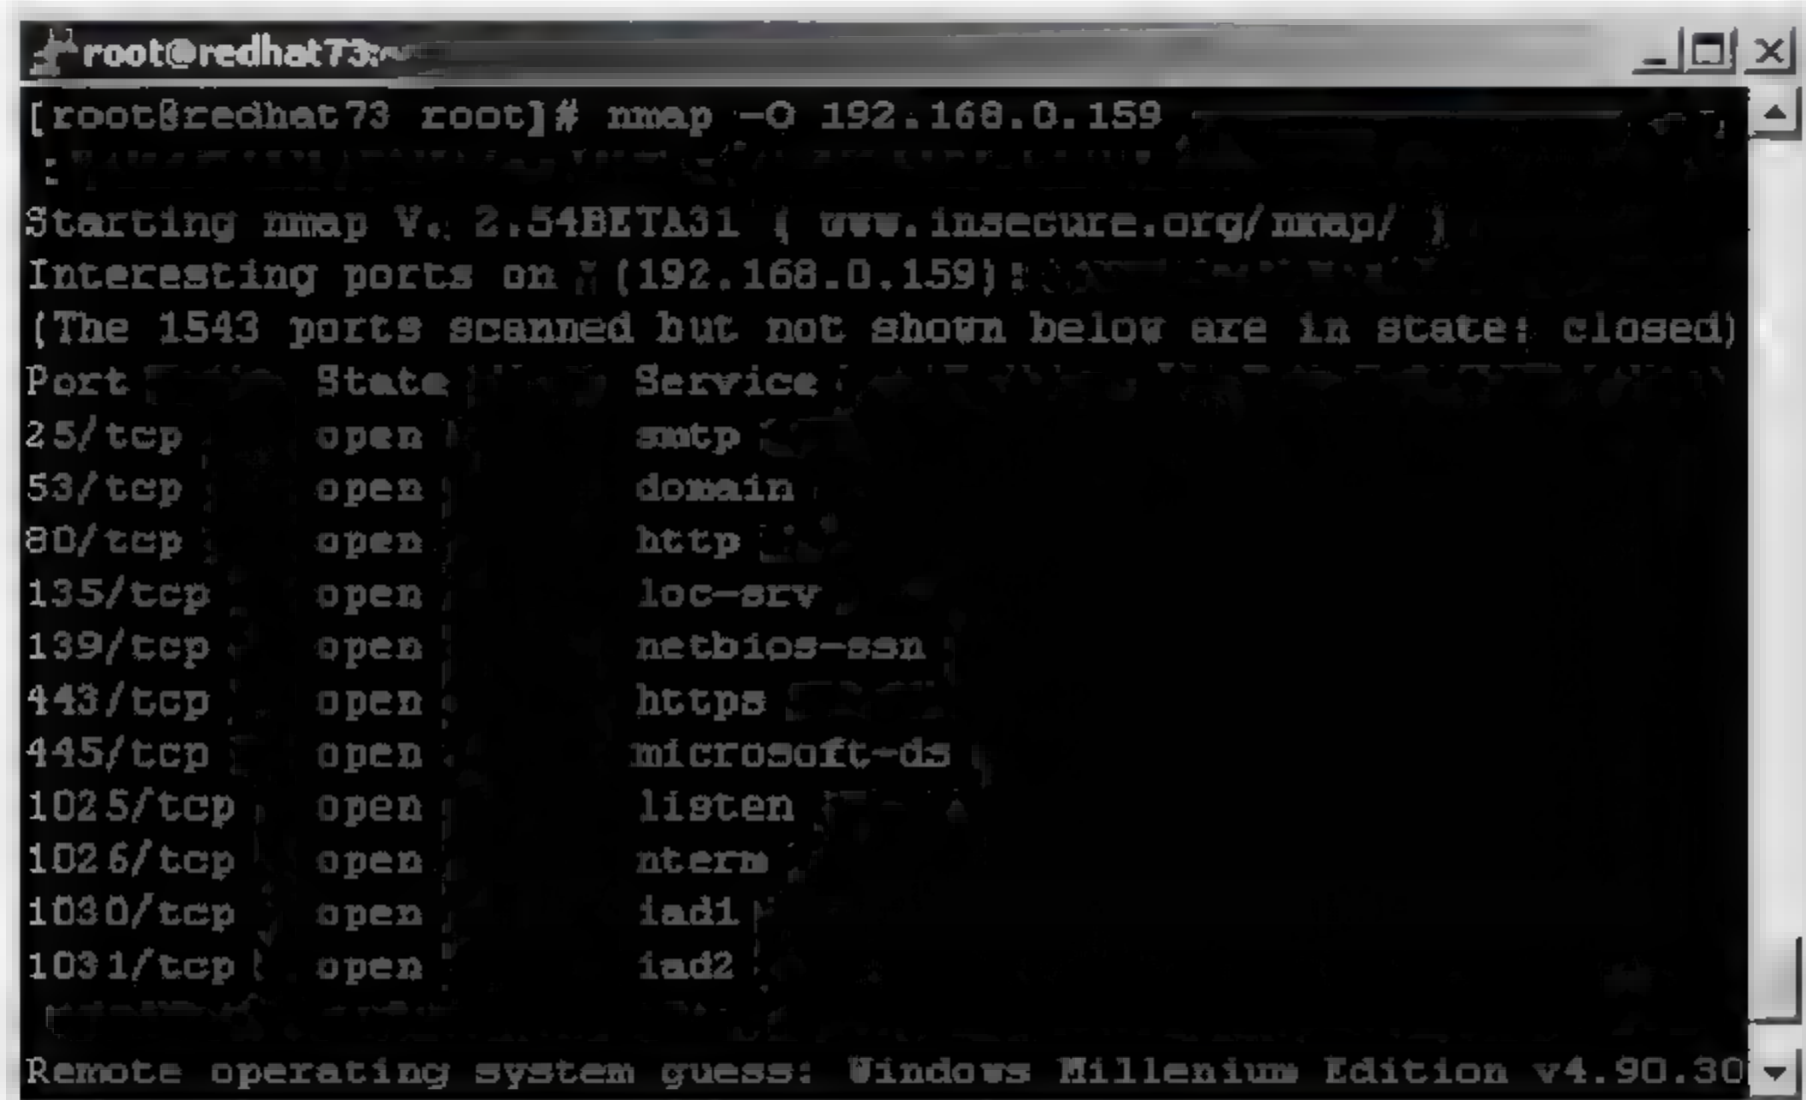 root@redhat73:~
[root@redhat73 root]# nmap -O 192.168.0.159
Starting nmap V. 2.54BETA31 ( www.insecure.org/nmap/ )
Interesting ports on (192.168.0.159):
(The 1543 ports scanned but not shown below are in state: closed)
Port State Service
25/tcp open smtp
53/tcp open domain
80/tcp open http
135/tcp open loc-srv
139/tcp open netbios-ssn
443/tcp open https
445/tcp open microsoft-ds
1025/tcp open listen
1026/tcp open nterm
1030/tcp open iad1
1031/tcp open iad2
Remote operating system guess: Windows Millenium Edition v4.90.30